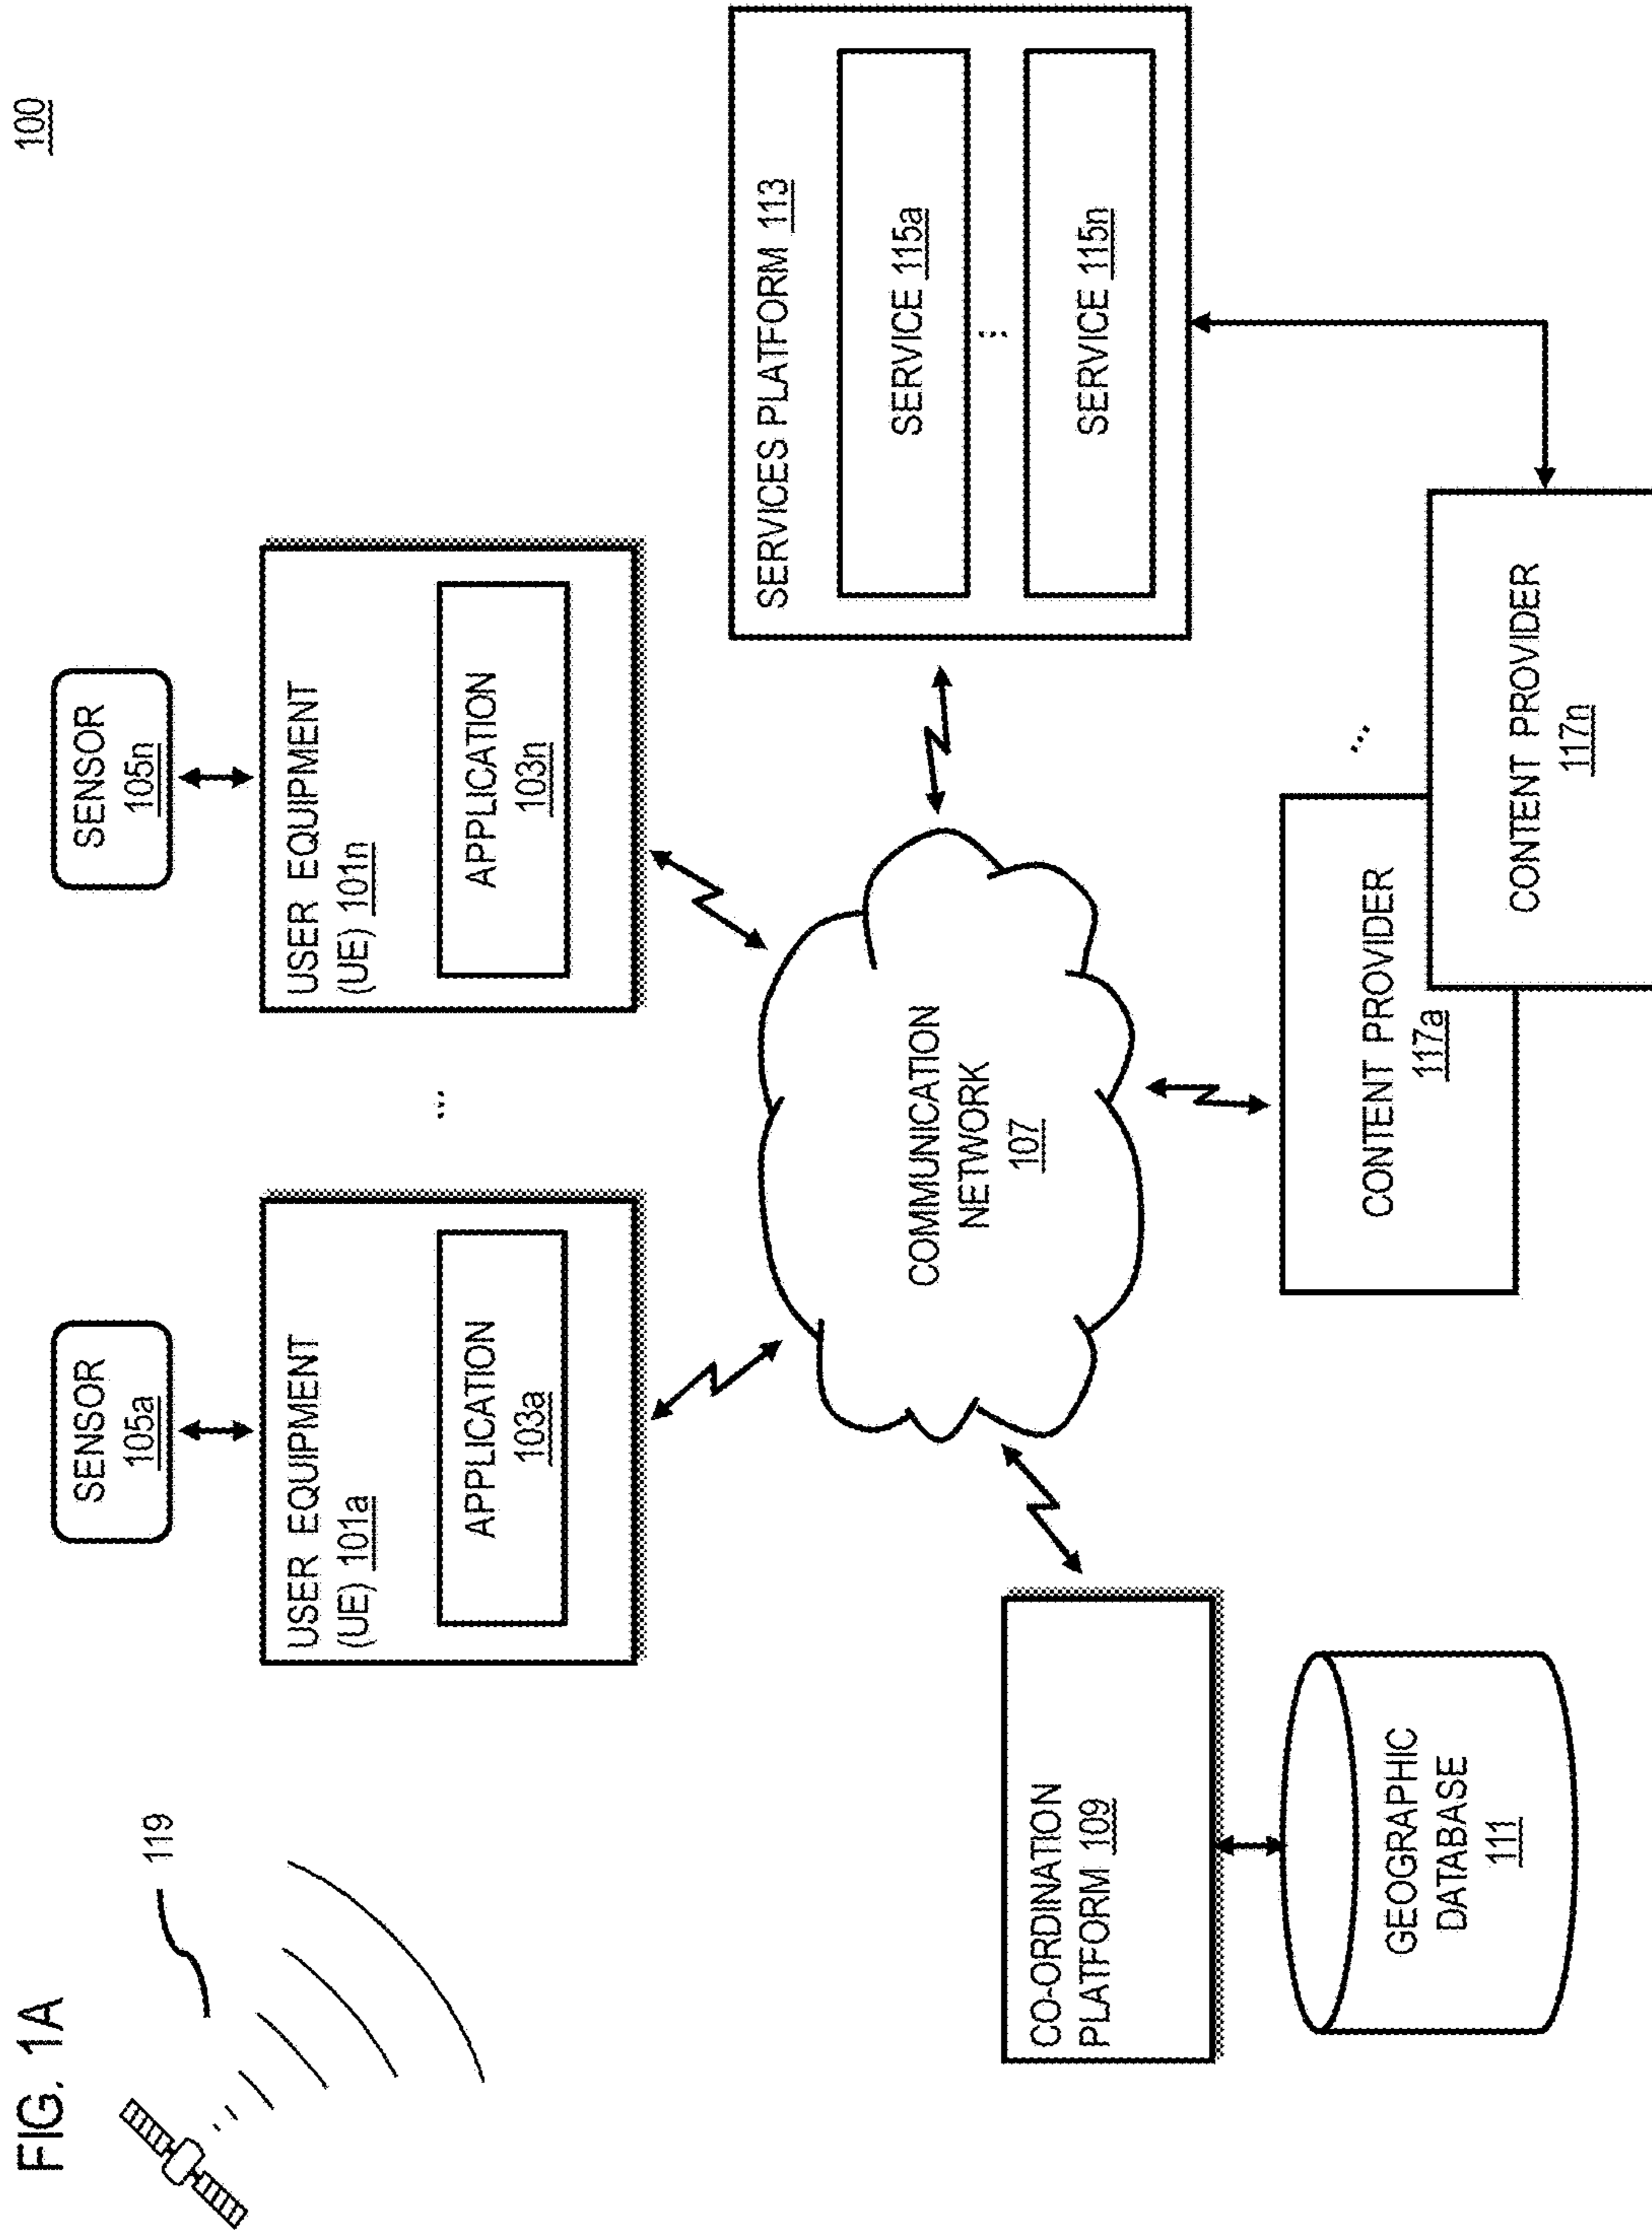 FIG. 1A
100
119
SENSOR
105a
SENSOR
105n
USER EQUIPMENT
(UE) 101a
APPLICATION
103a
...
USER EQUIPMENT
(UE) 101n
APPLICATION
103n
COMMUNICATION
NETWORK
107
SERVICES PLATFORM 113
SERVICE 115a
...
SERVICE 115n
CO-ORDINATION
PLATFORM 109
GEOGRAPHIC
DATABASE
111
CONTENT PROVIDER
117a
...
CONTENT PROVIDER
117n